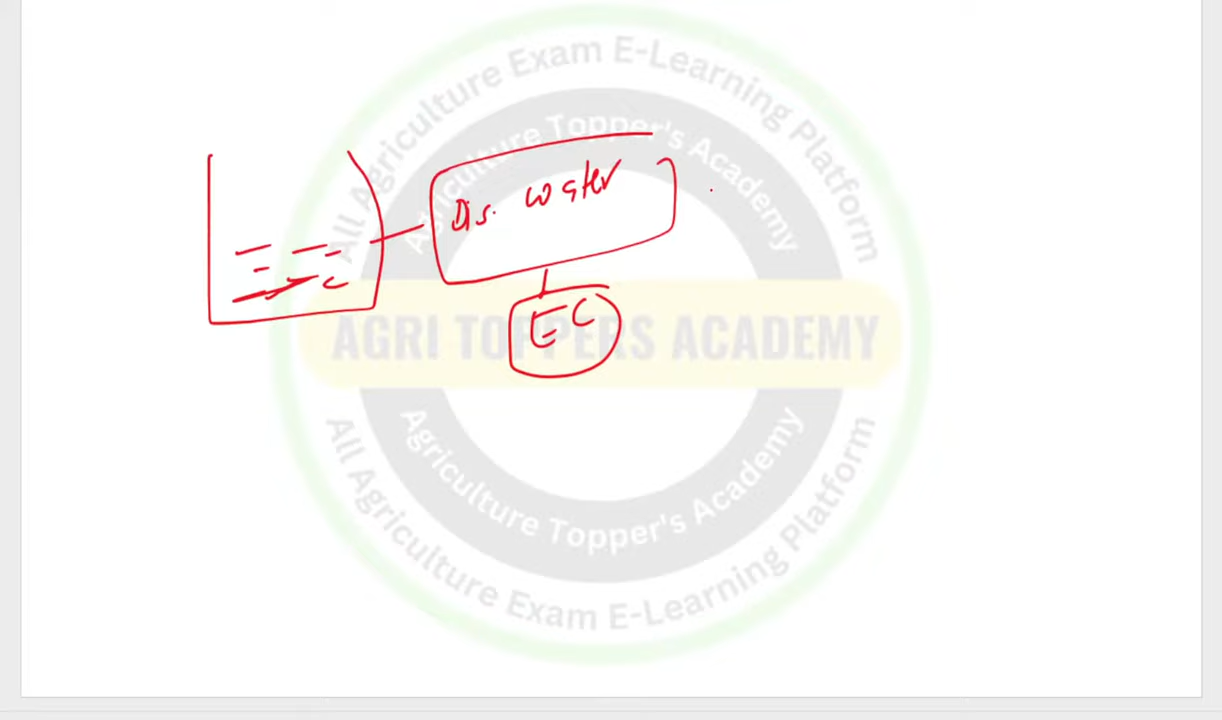 All Agriculture Exam E-Learning Platform
Agriculture Topper's Academy
Dis. water
EC
AGRI TOPPERS ACADEMY
Agriculture Topper's Academy
All Agriculture Exam E-Learning Platform